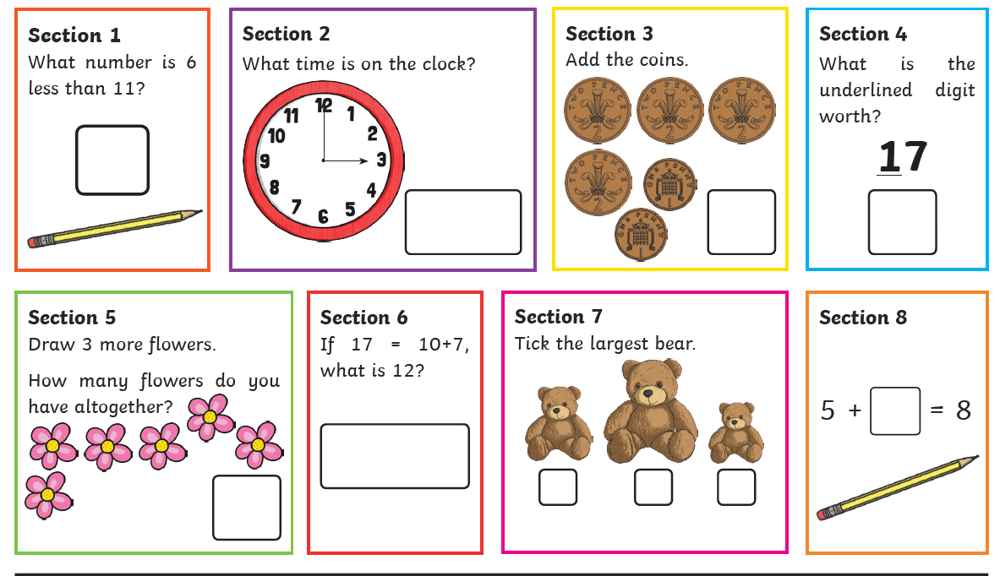 Section 1
What number is 6
less than 11?
Section 2
What time is on the clock?
12
1
2
3
4
5
6
7
8
9
10
11
Section 3
Add the coins.
TWO PENCE
2
TWO PENCE
2
TWO PENCE
2
TWO PENCE
2
ONE PENNY
1
ONE PENNY
1
Section 4
What is the
underlined digit
worth?
17
Section 5
Draw 3 more flowers.
How many flowers do you
have altogether?
Section 6
If 17 = 10+7,
what is 12?
Section 7
Tick the largest bear.
Section 8
5 + = 8